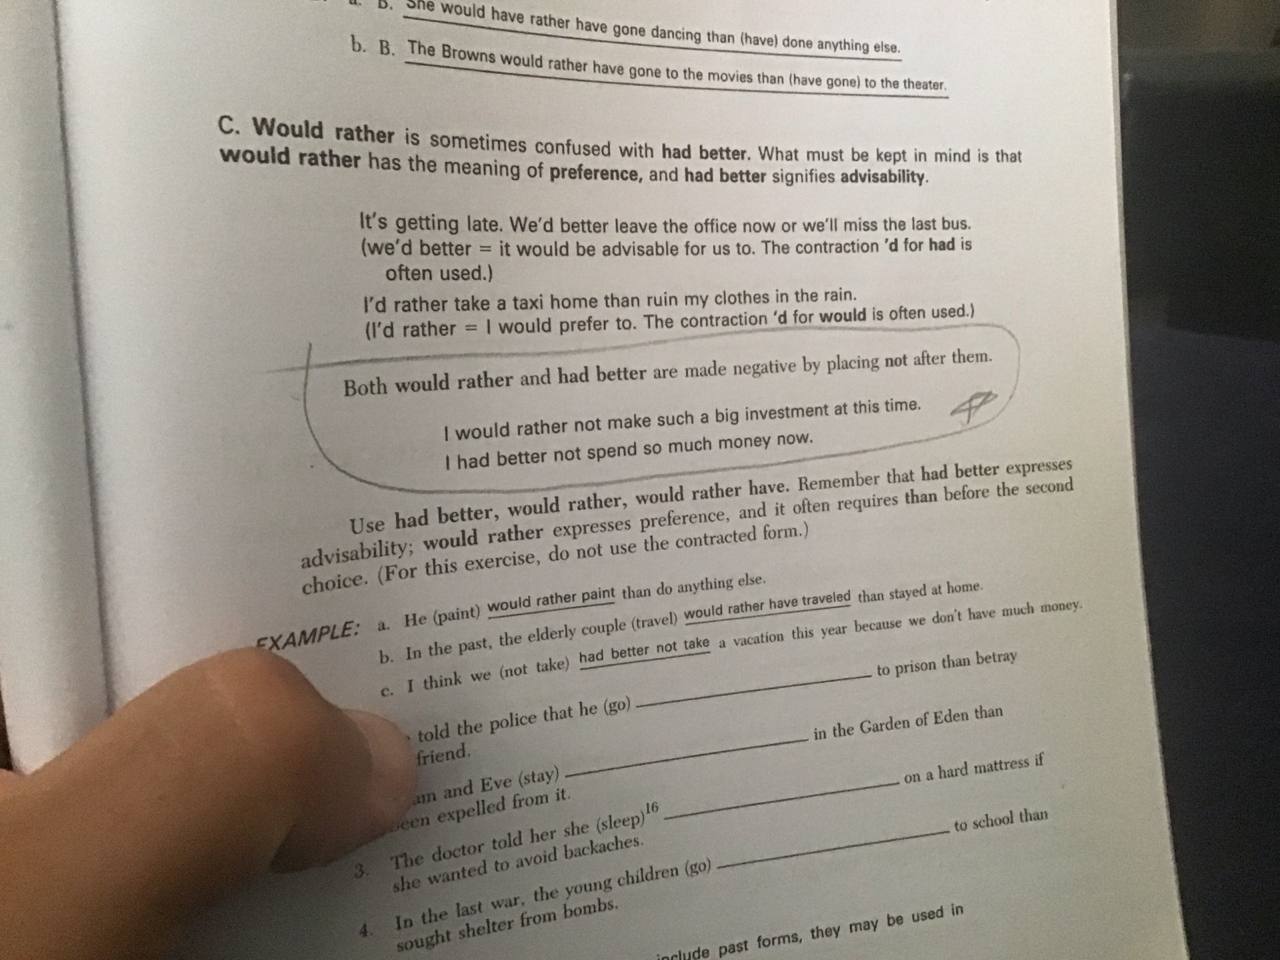 B. She would have rather have gone dancing than (have) done anything else.
b. B. The Browns would rather have gone to the movies than (have gone) to the theater.
C. Would rather is sometimes confused with had better. What must be kept in mind is that
would rather has the meaning of preference, and had better signifies advisability.
It's getting late. We'd better leave the office now or we'll miss the last bus.
(we'd better = it would be advisable for us to. The contraction 'd for had is
often used.)
I'd rather take a taxi home than ruin my clothes in the rain.
(I'd rather = I would prefer to. The contraction 'd for would is often used.)
Both would rather and had better are made negative by placing not after them.
I would rather not make such a big investment at this time.
I had better not spend so much money now.
Use had better, would rather, would rather have. Remember that had better expresses
advisability; would rather expresses preference, and it often requires than before the second
choice. (For this exercise, do not use the contracted form.)
EXAMPLE: a. He (paint) would rather paint than do anything else.
b. In the past, the elderly couple (travel) would rather have traveled than stayed at home.
c. I think we (not take) had better not take a vacation this year because we don't have much money.
told the police that he (go) to prison than betray
friend.
am and Eve (stay) in the Garden of Eden than
been expelled from it.
3. The doctor told her she (sleep)16 on a hard mattress if
she wanted to avoid backaches.
4. In the last war, the young children (go) to school than
sought shelter from bombs.
include past forms, they may be used in